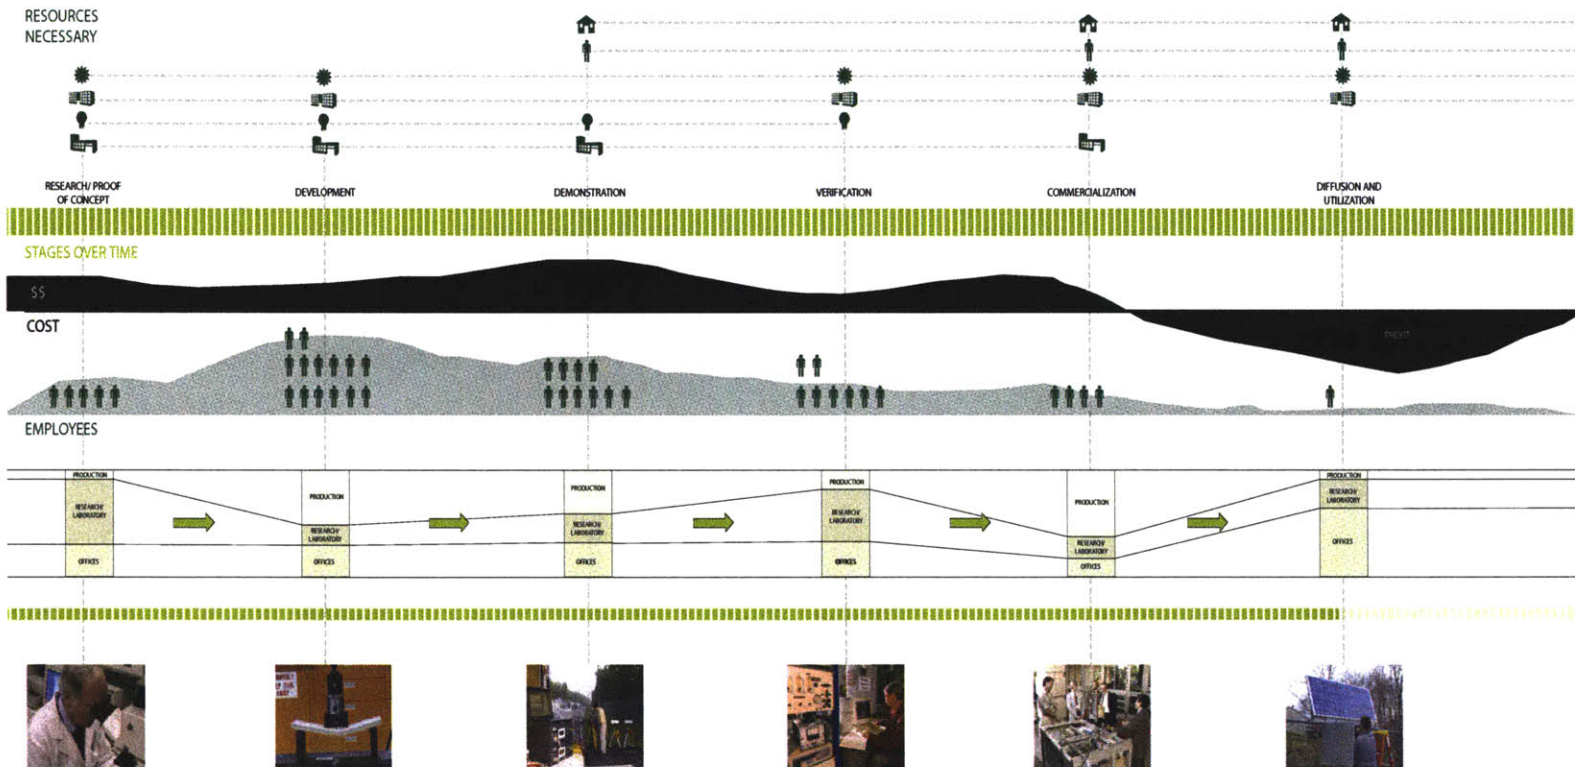 RESOURCES
NECESSARY
RESEARCH/ PROOF
OF CONCEPT
DEVELOPMENT
DEMONSTRATION
VERIFICATION
COMMERCIALIZATION
DIFFUSION AND
UTILIZATION
STAGES OVER TIME
$$
COST
PROFIT
EMPLOYEES
PRODUCTION
RESEARCH/
LABORATORY
OFFICES
PRODUCTION
RESEARCH/
LABORATORY
OFFICES
PRODUCTION
RESEARCH/
LABORATORY
OFFICES
PRODUCTION
RESEARCH/
LABORATORY
OFFICES
PRODUCTION
RESEARCH/
LABORATORY
OFFICES
PRODUCTION
RESEARCH/
LABORATORY
OFFICES